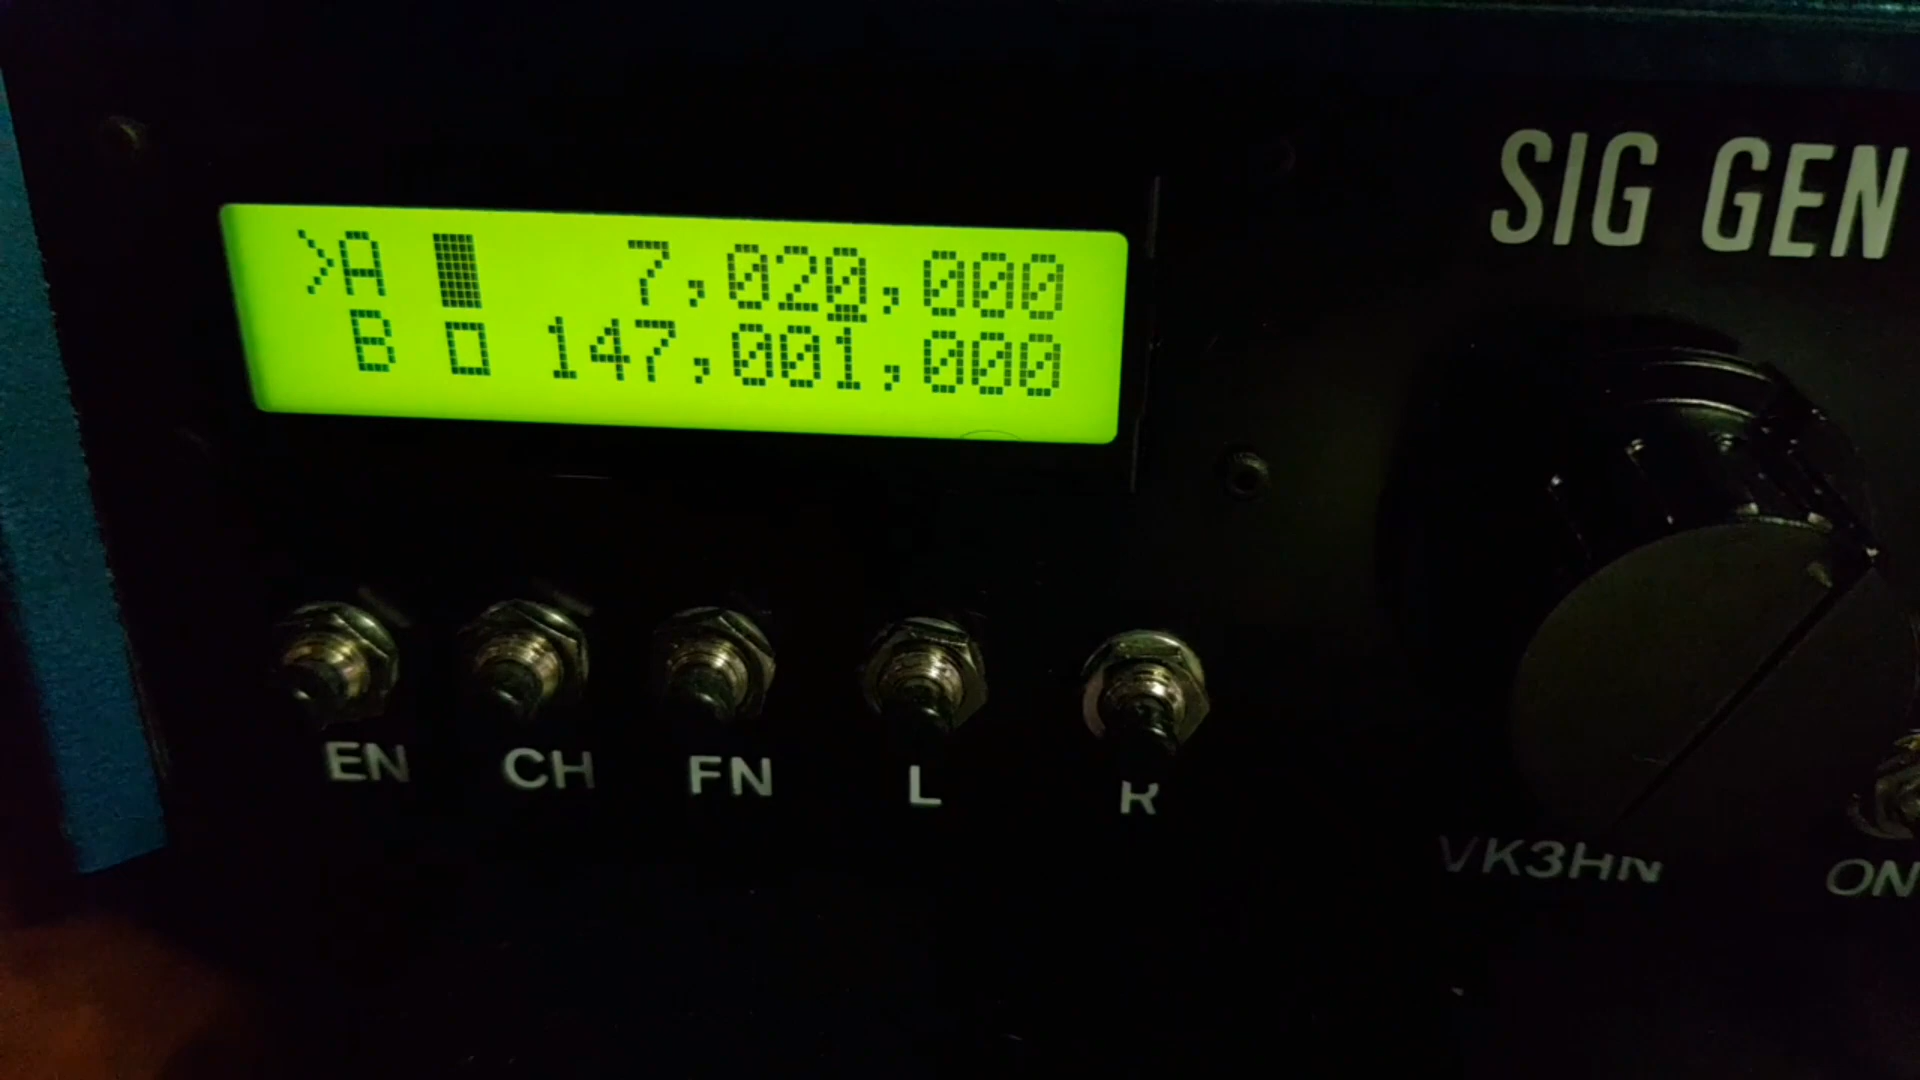 SIG GEN
>A █ 7,020,000
B □ 147,001,000
EN CH FN L R
VK3HN
ON